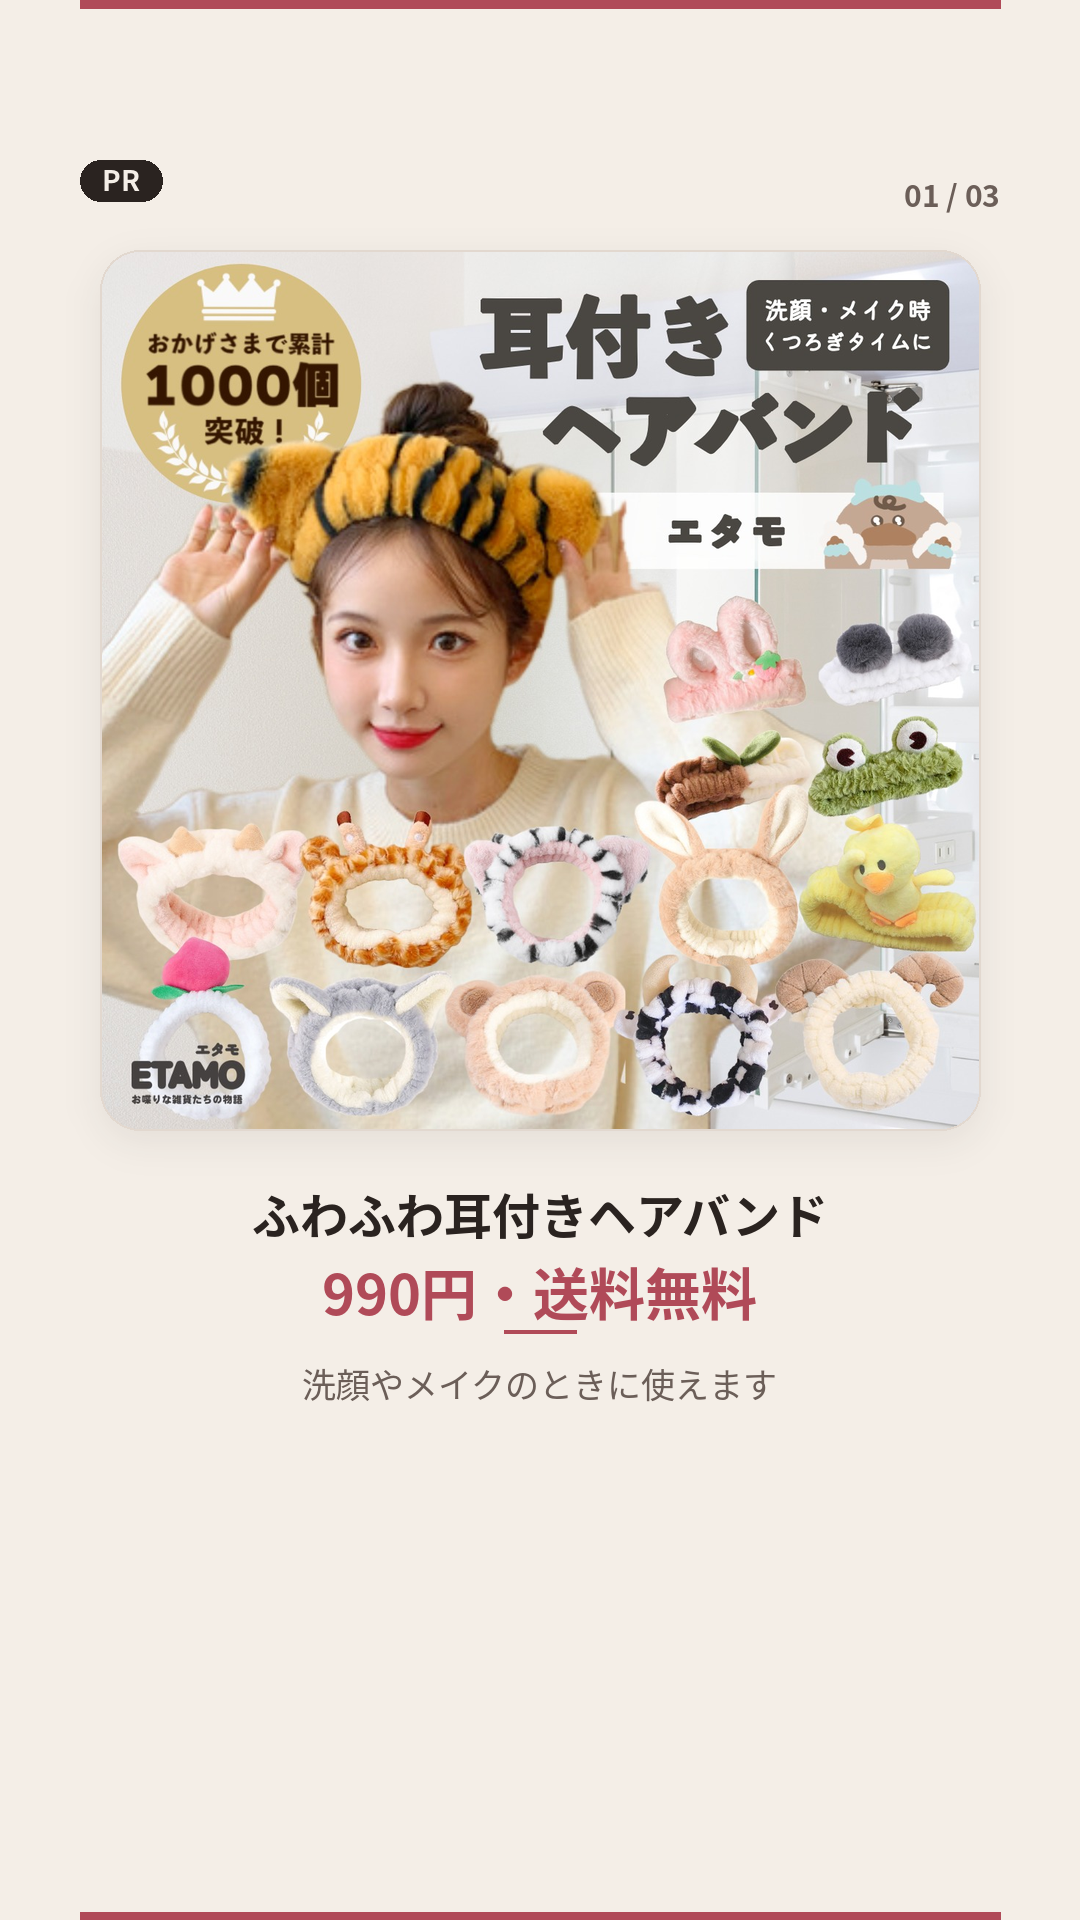 PR
01 / 03
おかげさまで累計
1000個
突破！
耳付き
ヘアバンド
洗顔・メイク時
くつろぎタイムに
エタモ
エタモ
ETAMO
お喋りな雑貨たちの物語
ふわふわ耳付きヘアバンド
990円・送料無料
洗顔やメイクのときに使えます